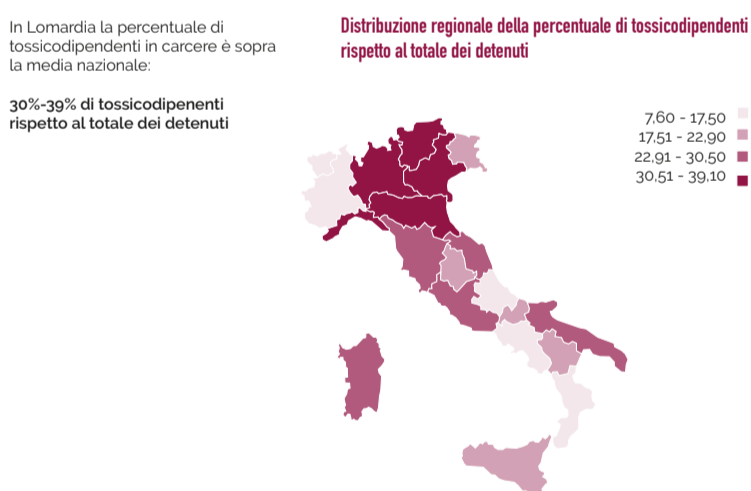 In Lomardia la percentuale di
tossicodipendenti in carcere è sopra
la media nazionale:
30%-39% di tossicodipenenti
rispetto al totale dei detenuti
Distribuzione regionale della percentuale di tossicodipendenti
rispetto al totale dei detenuti
7,60 - 17,50
17,51 - 22,90
22,91 - 30,50
30,51 - 39,10